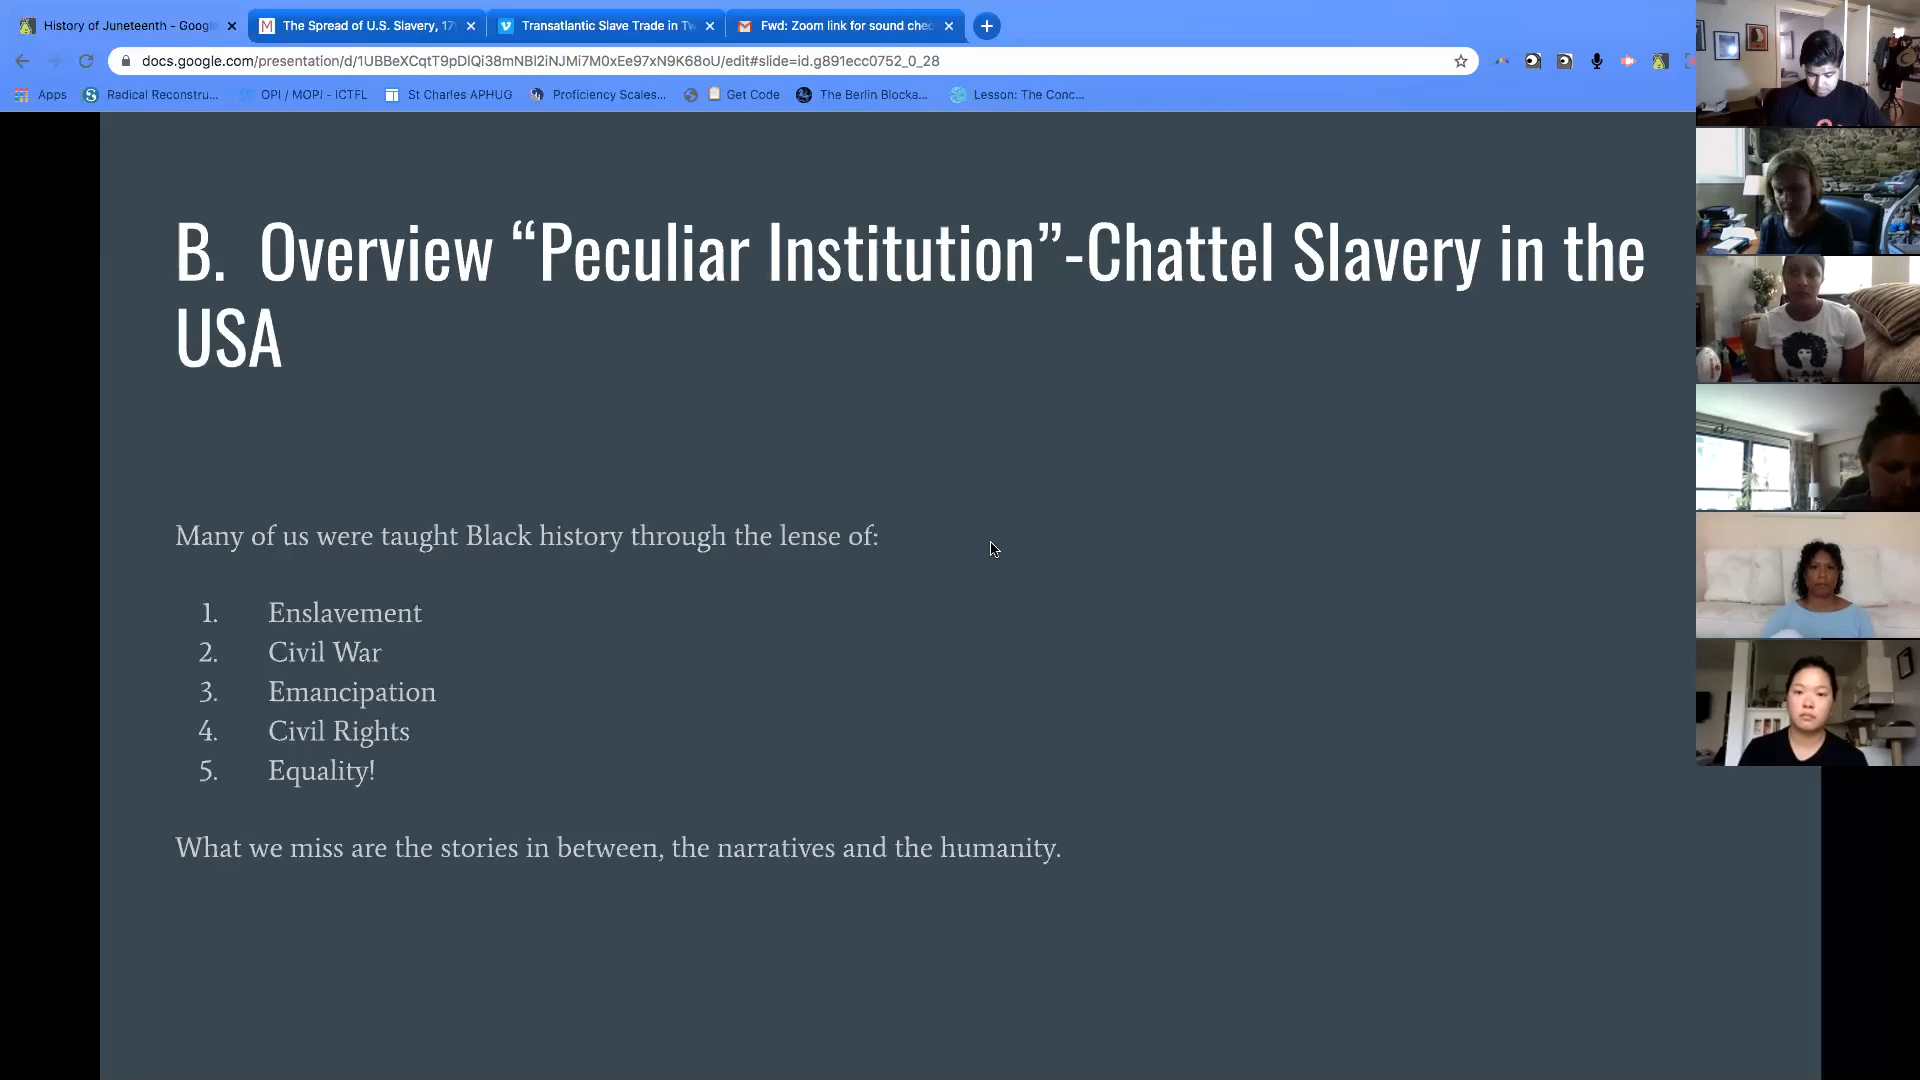 History of Juneteenth - Google
The Spread of U.S. Slavery, 17
Transatlantic Slave Trade in Tw
Fwd: Zoom link for sound chec
docs.google.com/presentation/d/1UBBeXCqtT9pDlQi38mNBl2iNJMi7M0xEe97xN9K68oU/edit#slide=id.g891ecc0752_0_28
Apps
Radical Reconstru...
OPI / MOPI - ICTFL
St Charles APHUG
Proficiency Scales...
Get Code
The Berlin Blocka...
Lesson: The Conc...
B. Overview “Peculiar Institution”-Chattel Slavery in the
USA
Many of us were taught Black history through the lense of:
1. Enslavement
2. Civil War
3. Emancipation
4. Civil Rights
5. Equality!
What we miss are the stories in between, the narratives and the humanity.
I AM